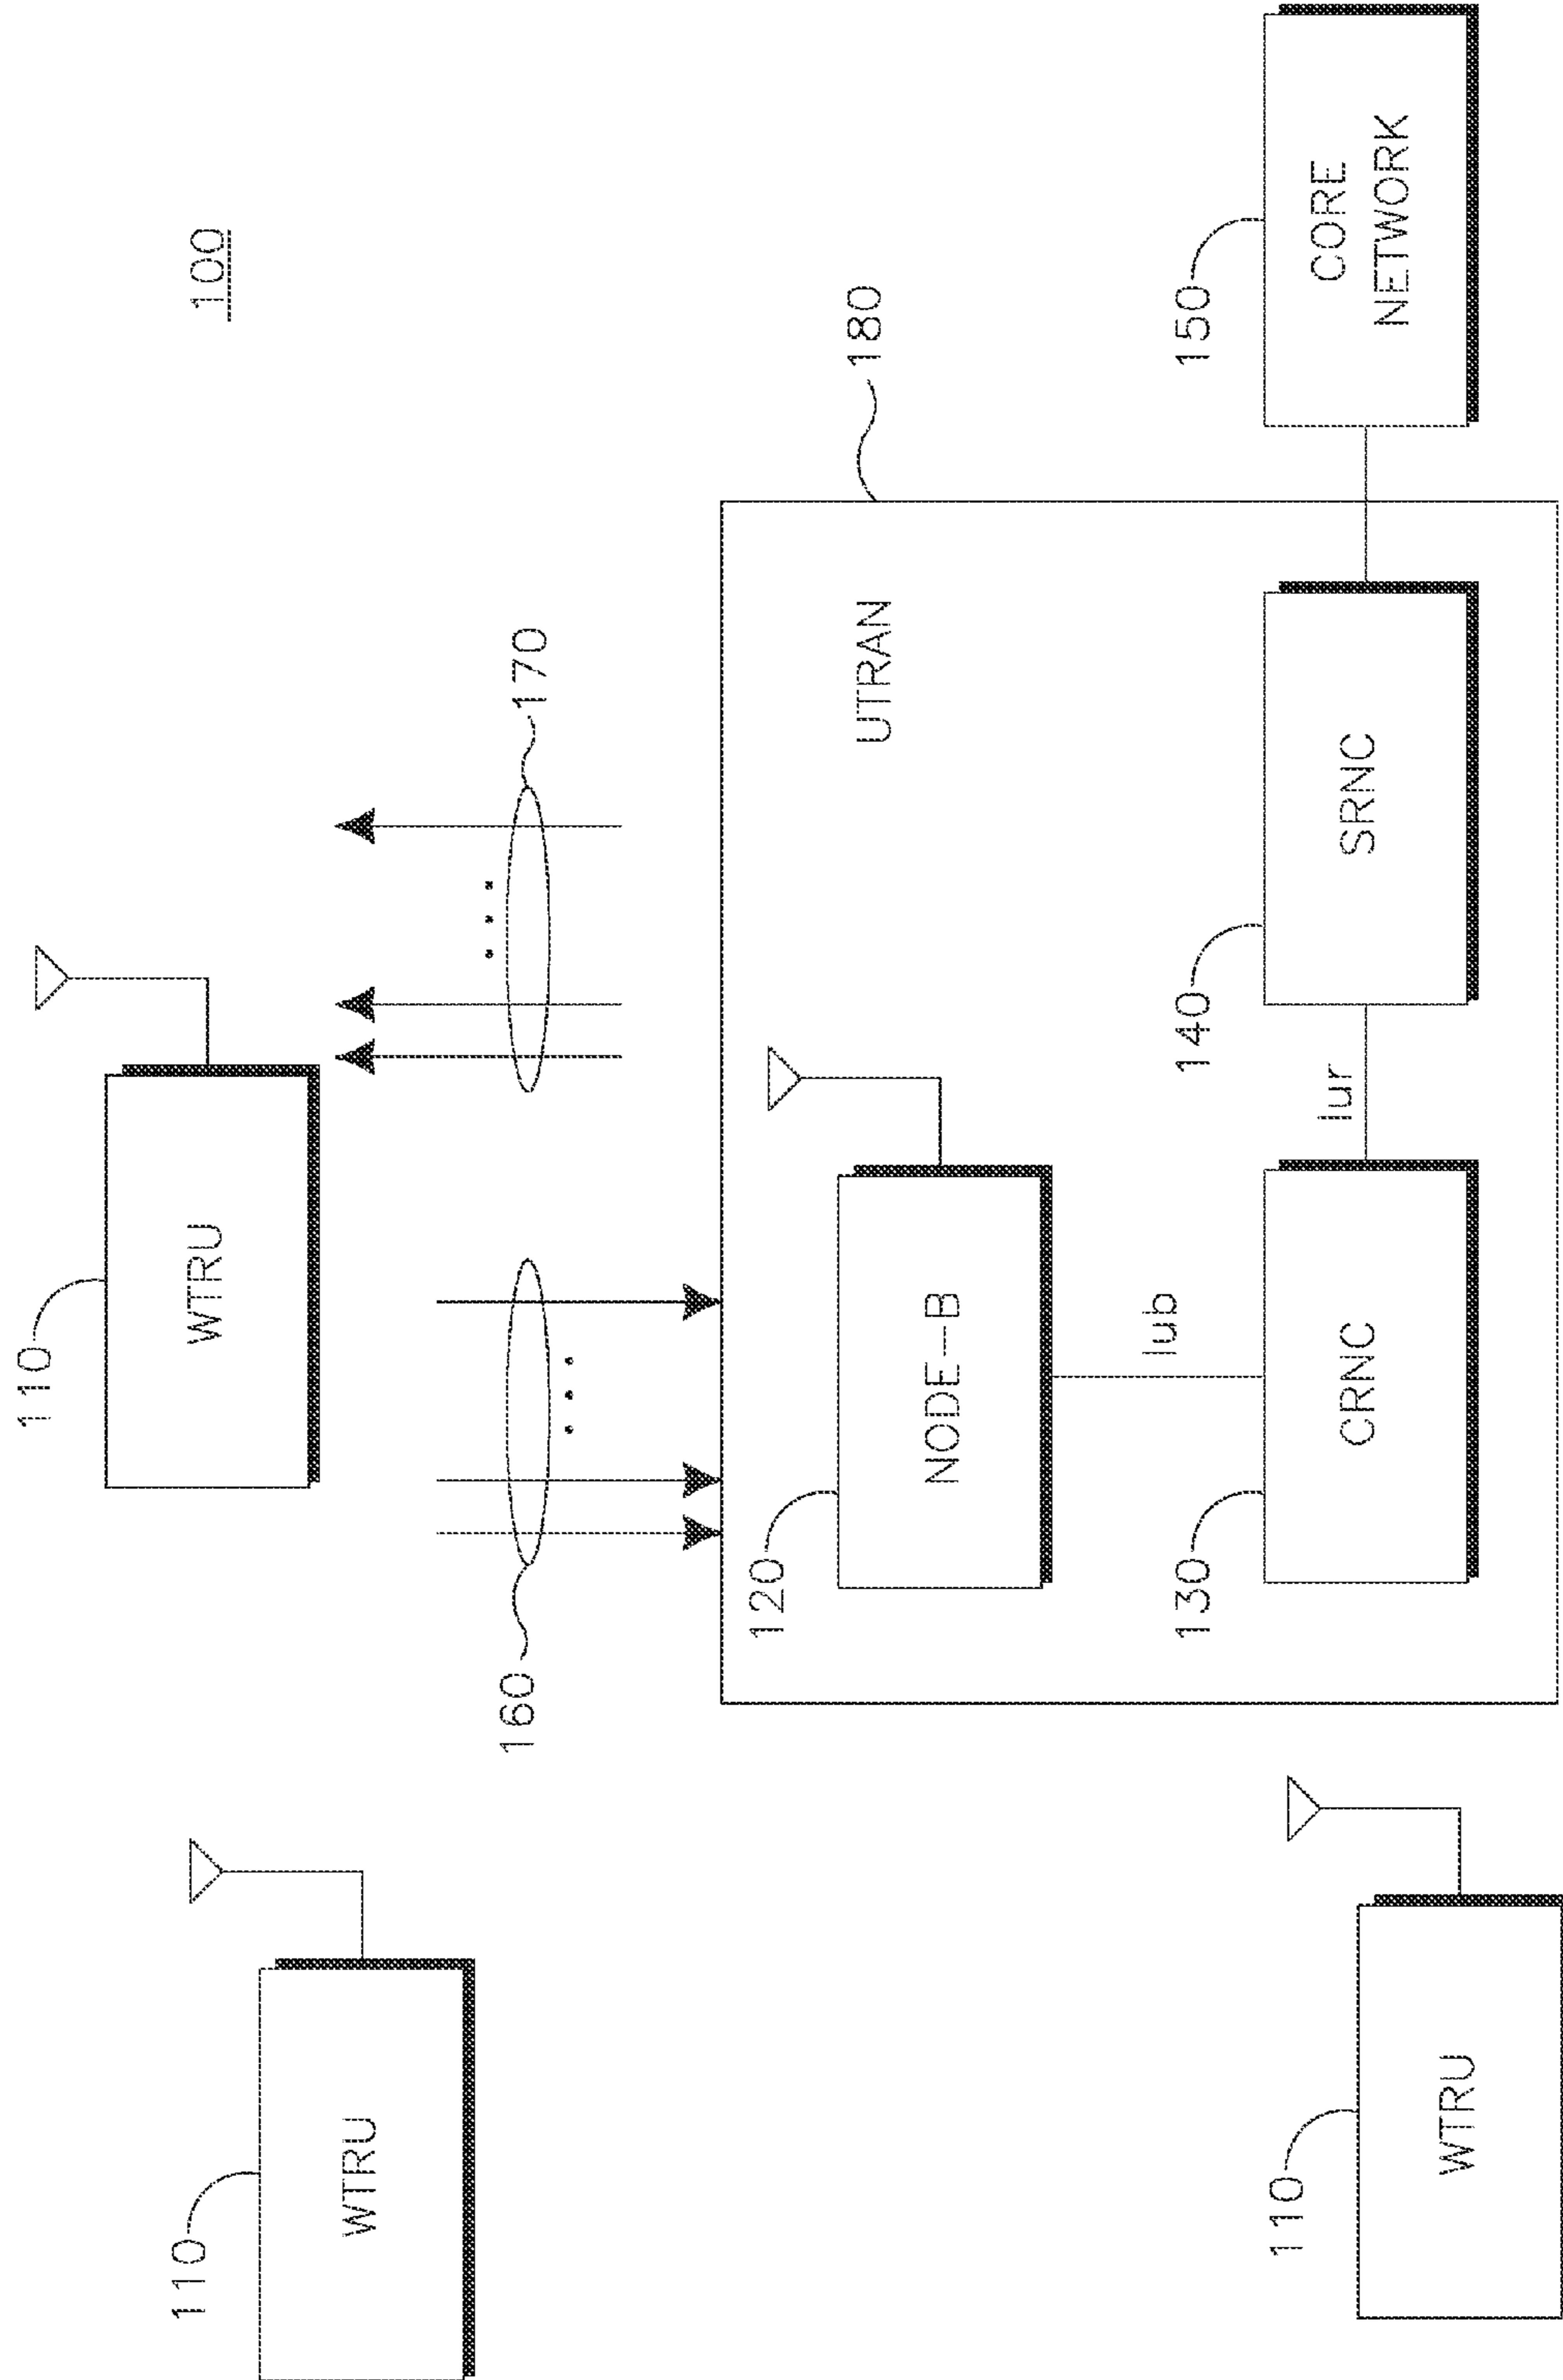 100
110
WTRU
110
WTRU
160
170
180
UTRAN
120
NODE--B
Iub
Iur
130
CRNC
140
SRNC
150
CORE
NETWORK
110
WTRU